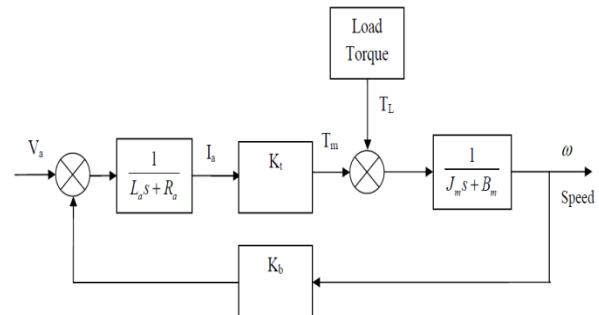 Load
Torque
T_L
V_a
1
L_a s + R_a
I_a
K_t
T_m
1
J_m s + B_m
ω
Speed
K_b